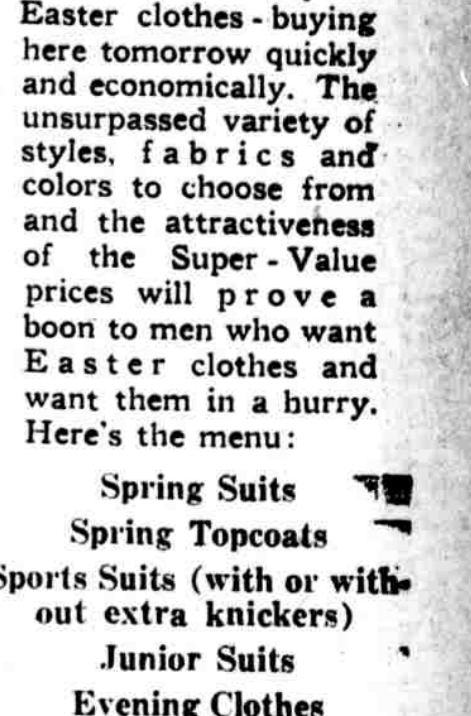 Easter clothes - buying
here tomorrow quickly
and economically. The
unsurpassed variety of
styles, fabrics and
colors to choose from
and the attractiveness
of the Super - Value
prices will prove a
boon to men who want
Easter clothes and
want them in a hurry.
Here's the menu:
Spring Suits
Spring Topcoats
Sports Suits (with or with-
out extra knickers)
Junior Suits
Evening Clothes